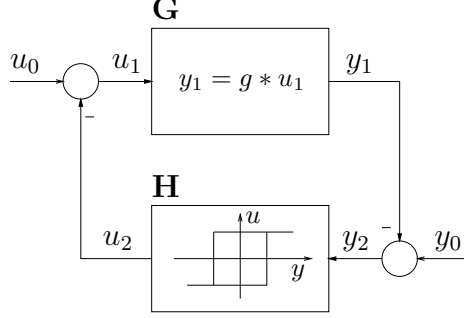 G
u₀
u₁
y₁ = g ∗ u₁
y₁
-
H
u₂
u
y
y₂
-
y₀